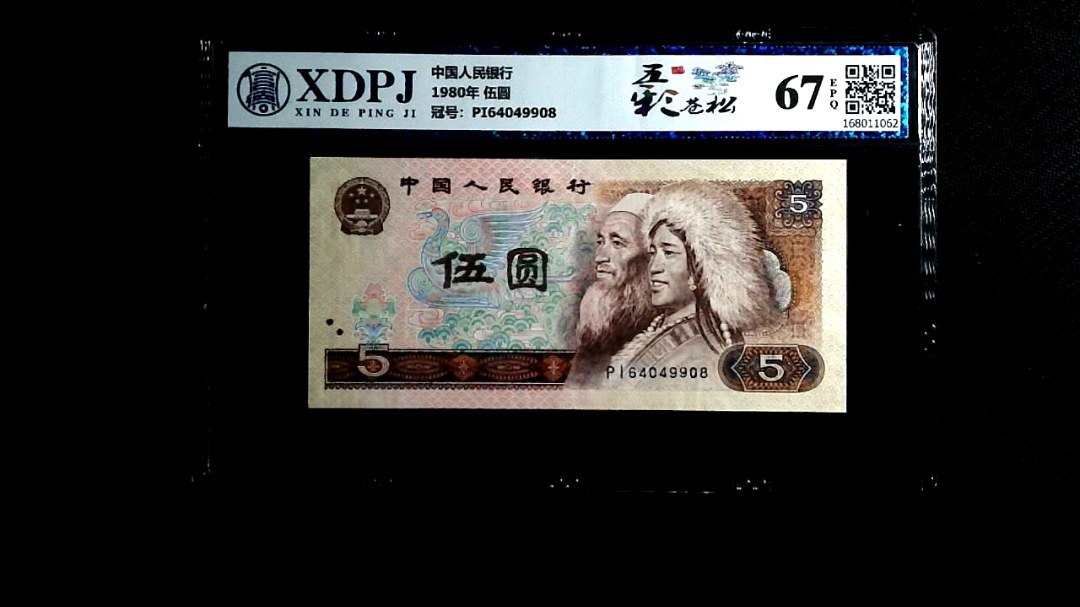 XDPJ
XIN DE PING JI
中国人民银行
1980年 伍圆
冠号：PI64049908
五彩苍松
67 EPQ
168011062
中国人民银行
5
伍圆
5
PI64049908
5